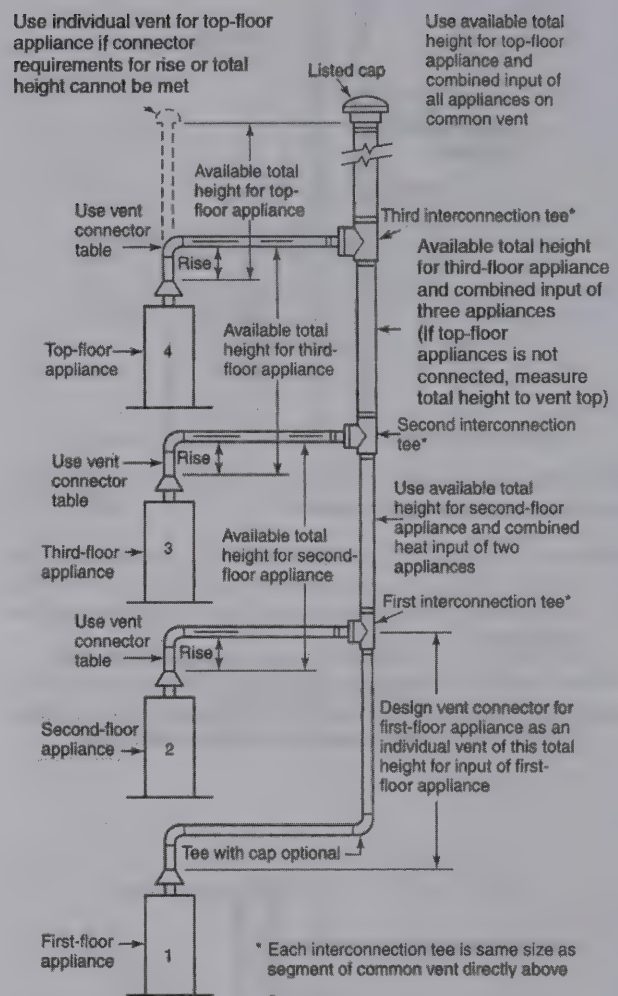 Use individual vent for top-floor
appliance if connector
requirements for rise or total
height cannot be met
Use available total
height for top-floor
appliance and
combined input of
all appliances on
common vent
Listed cap
Available total
height for top-
floor appliance
Use vent
connector
table
Rise
Third interconnection tee*
Available total height
for third-floor appliance
and combined input of
three appliances
(If top-floor
appliances is not
connected, measure
total height to vent top)
Top-floor
appliance
4
Available total
height for third-
floor appliance
Second interconnection
tee*
Use vent
connector
table
Rise
Use available total
height for second-floor
appliance and combined
heat input of two
appliances
Third-floor
appliance
3
Available total
height for second-
floor appliance
First interconnection tee*
Use vent
connector
table
Rise
Second-floor
appliance
2
Design vent connector for
first-floor appliance as an
individual vent of this total
height for input of first-
floor appliance
Tee with cap optional
First-floor
appliance
1
* Each interconnection tee is same size as
segment of common vent directly above